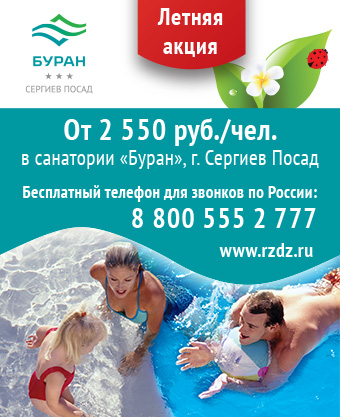 БУРАН
СЕРГИЕВ ПОСАД
Летняя
акция
От 2 550 руб./чел.
в санатории «Буран», г. Сергиев Посад
Бесплатный телефон для звонков по России:
8 800 555 2 777
www.rzdz.ru